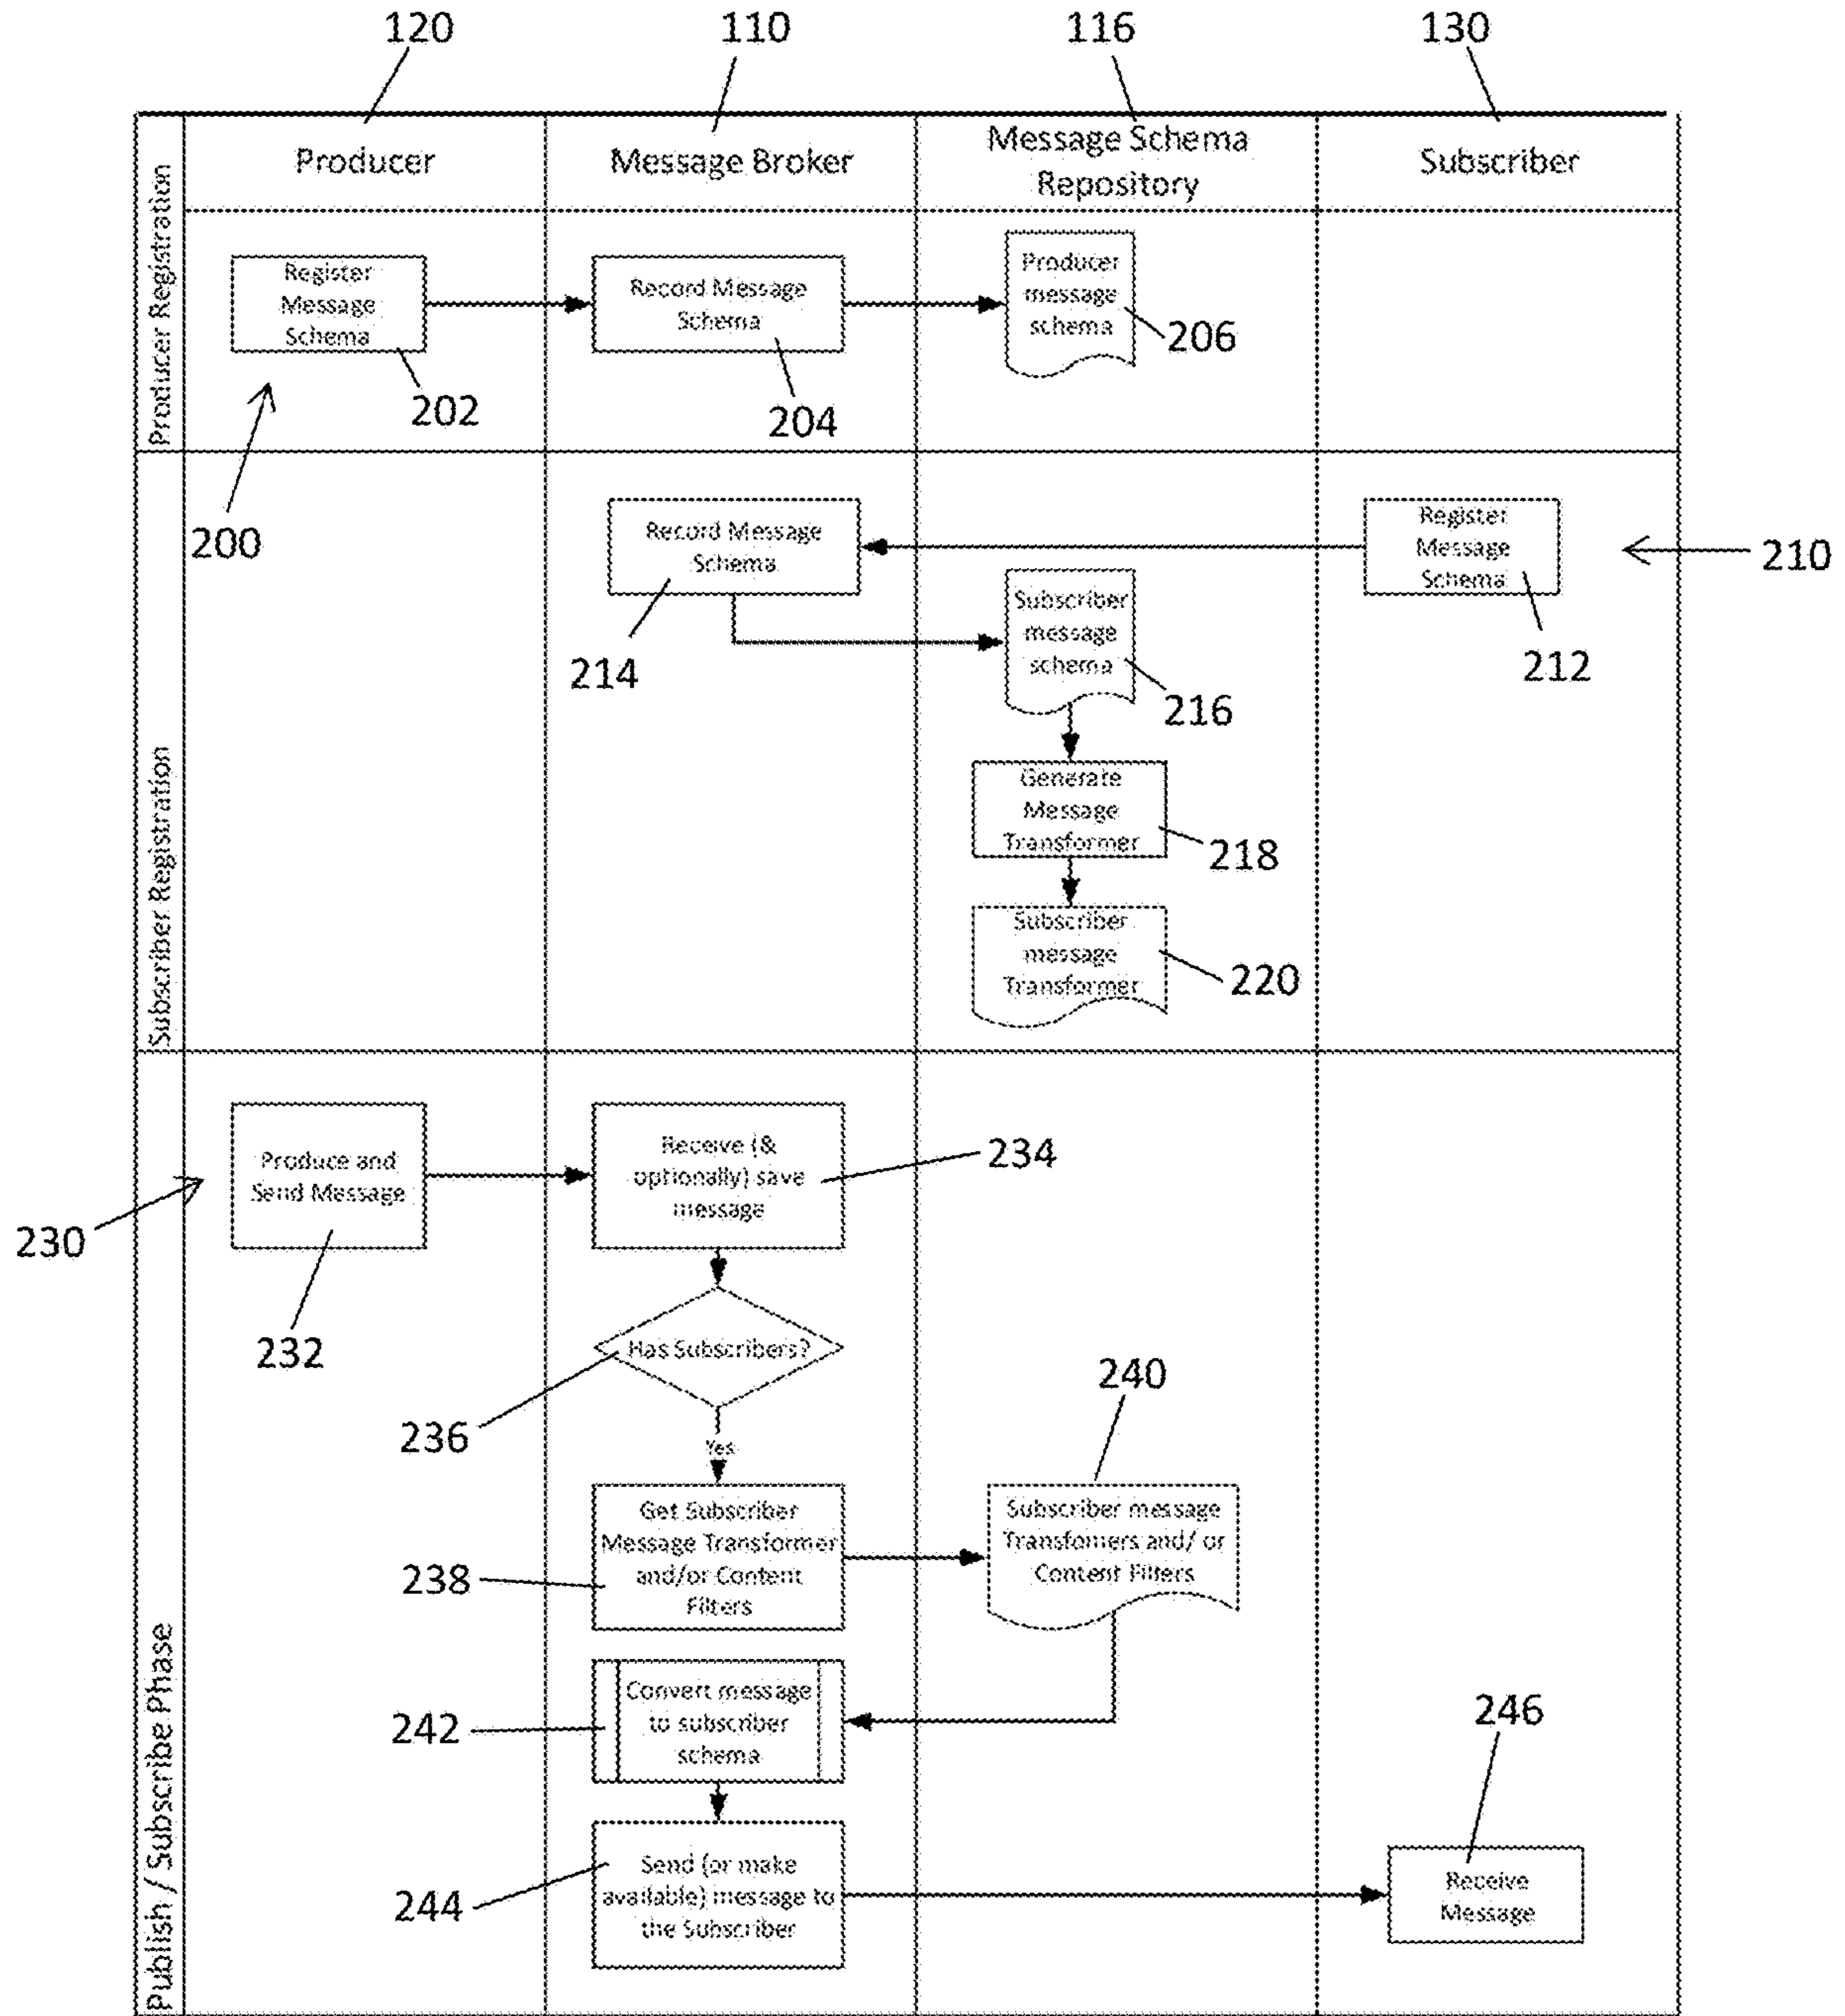 120
110
116
130
Producer
Message Broker
Message Schema
Repository
Subscriber
Producer Registration
Register
Message
Schema
202
200
Record Message
Schema
204
Producer
message
schema
206
Subscriber Registration
Register
Message
Schema
212
210
Record Message
Schema
214
Subscriber
message
schema
216
Generate
Message
Transformer
218
Subscriber
message
Transformer
220
Publish / Subscribe Phase
230
Produce and
Send Message
232
Receive (&
optionally) save
message
234
Has Subscribers?
236
Yes
Get Subscriber
Message Transformer
and/or Content
Filters
238
240
Subscriber message
Transfomers and/ or
Content Filters
Convert message
to subscriber
schema
242
Send (or make
available) message to
the Subscriber
244
246
Receive
Message